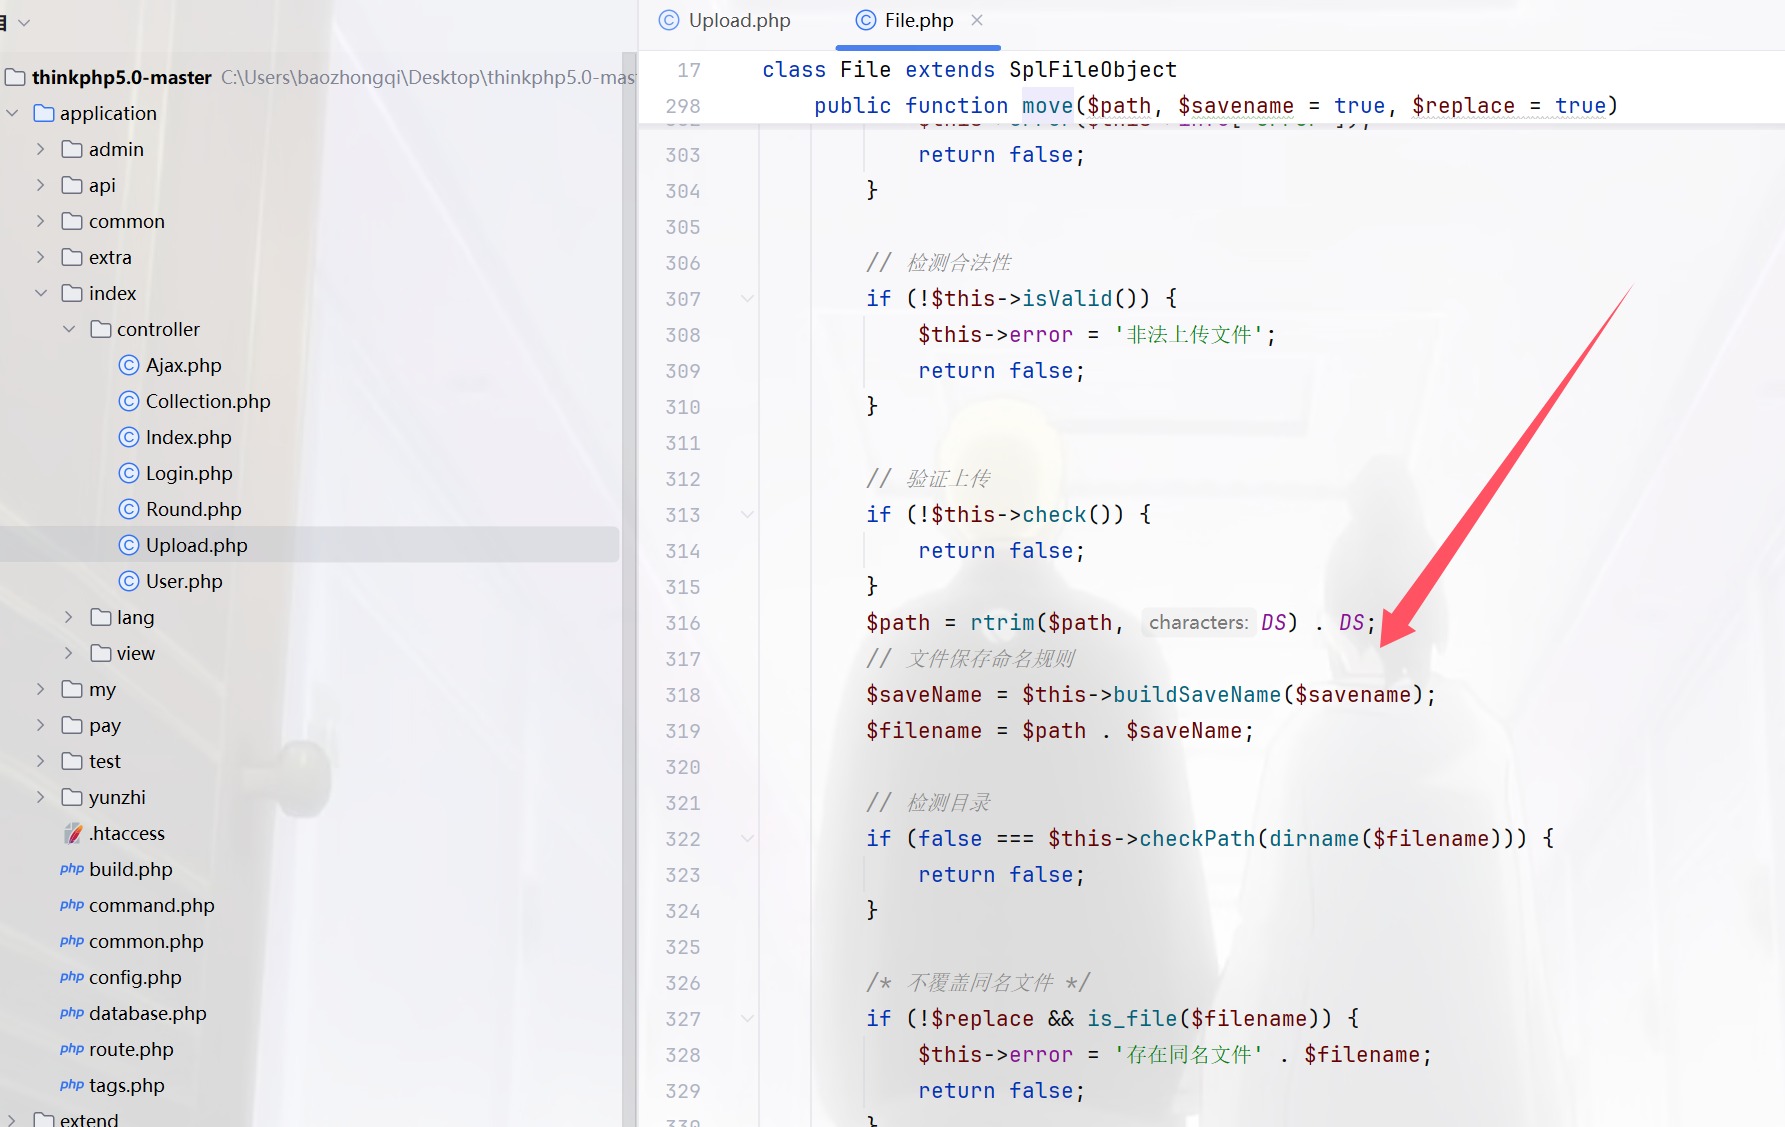 Upload.php
File.php
thinkphp5.0-master C:\Users\baozhongqi\Desktop\thinkphp5.0-mas
application
admin
api
common
extra
index
controller
Ajax.php
Collection.php
Index.php
Login.php
Round.php
Upload.php
User.php
lang
view
my
pay
test
yunzhi
.htaccess
php build.php
php command.php
php common.php
php config.php
php database.php
php route.php
php tags.php
extend
17 class File extends SplFileObject
298 public function move($path, $savename = true, $replace = true)
303 return false;
304 }
305
306 // 检测合法性
307 if (!$this->isValid()) {
308 $this->error = '非法上传文件';
309 return false;
310 }
311
312 // 验证上传
313 if (!$this->check()) {
314 return false;
315 }
316 $path = rtrim($path, characters: DS) . DS;
317 // 文件保存命名规则
318 $saveName = $this->buildSaveName($savename);
319 $filename = $path . $saveName;
320
321 // 检测目录
322 if (false === $this->checkPath(dirname($filename))) {
323 return false;
324 }
325
326 /* 不覆盖同名文件 */
327 if (!$replace && is_file($filename)) {
328 $this->error = '存在同名文件' . $filename;
329 return false;
330 }